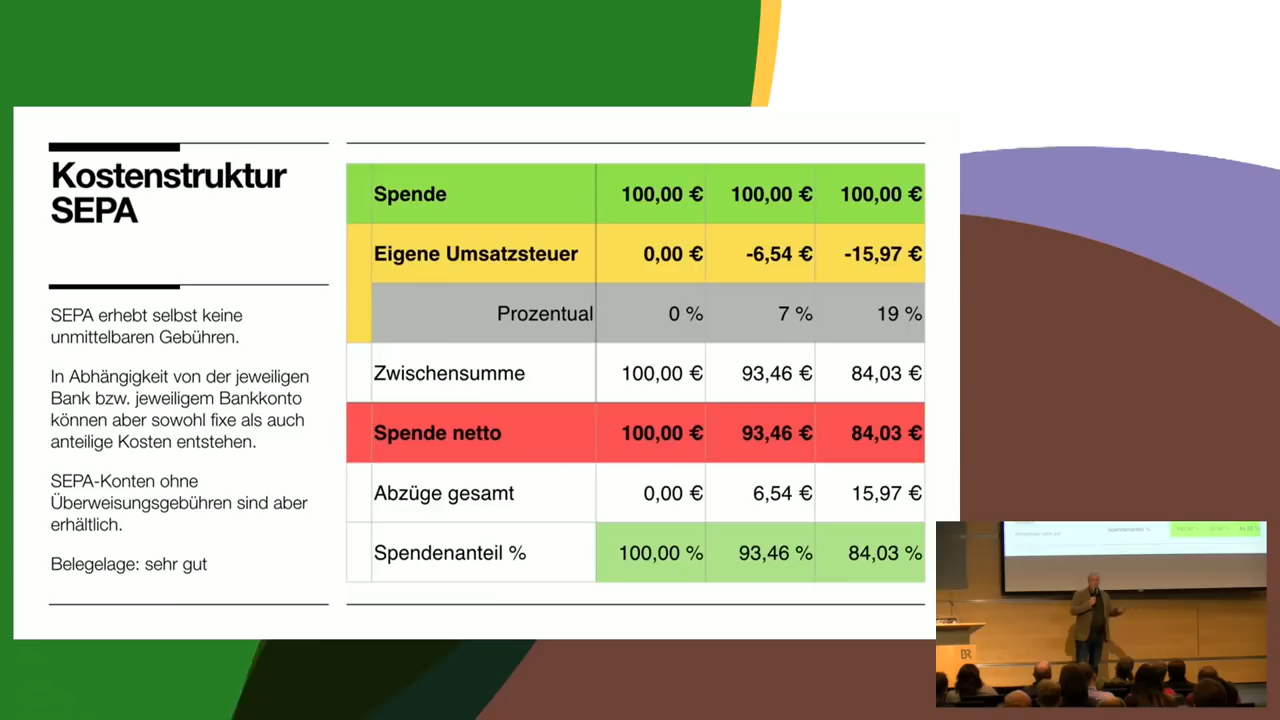 Kostenstruktur
SEPA
SEPA erhebt selbst keine
unmittelbaren Gebühren.
In Abhängigkeit von der jeweiligen
Bank bzw. jeweiligem Bankkonto
können aber sowohl fixe als auch
anteilige Kosten entstehen.
SEPA-Konten ohne
Überweisungsgebühren sind aber
erhältlich.
Belegelage: sehr gut
Spende 100,00 € 100,00 € 100,00 €
Eigene Umsatzsteuer 0,00 € -6,54 € -15,97 €
Prozentual 0 % 7 % 19 %
Zwischensumme 100,00 € 93,46 € 84,03 €
Spende netto 100,00 € 93,46 € 84,03 €
Abzüge gesamt 0,00 € 6,54 € 15,97 €
Spendenanteil % 100,00 % 93,46 % 84,03 %
BR